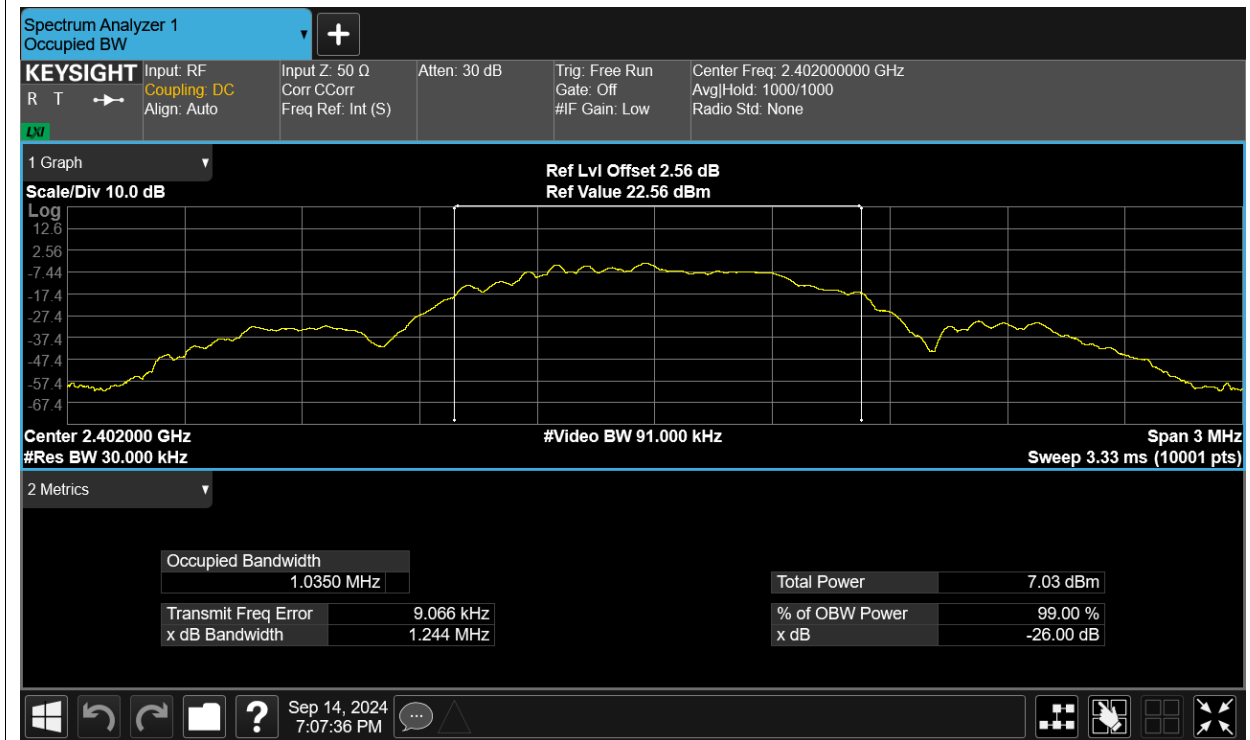 Spectrum Analyzer 1
Occupied BW
KEYSIGHT
R T
LXI
Input: RF
Coupling: DC
Align: Auto
Input Z: 50 Ω
Corr CCorr
Freq Ref: Int (S)
Atten: 30 dB
Trig: Free Run
Gate: Off
#IF Gain: Low
Center Freq: 2.402000000 GHz
Avg|Hold: 1000/1000
Radio Std: None
1 Graph
Scale/Div 10.0 dB
Ref Lvl Offset 2.56 dB
Ref Value 22.56 dBm
Log
12.6
2.56
-7.44
-17.4
-27.4
-37.4
-47.4
-57.4
-67.4
Center 2.402000 GHz
#Res BW 30.000 kHz
#Video BW 91.000 kHz
Span 3 MHz
Sweep 3.33 ms (10001 pts)
2 Metrics
Occupied Bandwidth
1.0350 MHz
Transmit Freq Error 9.066 kHz
x dB Bandwidth 1.244 MHz
Total Power 7.03 dBm
% of OBW Power 99.00 %
x dB -26.00 dB
?
Sep 14, 2024
7:07:36 PM